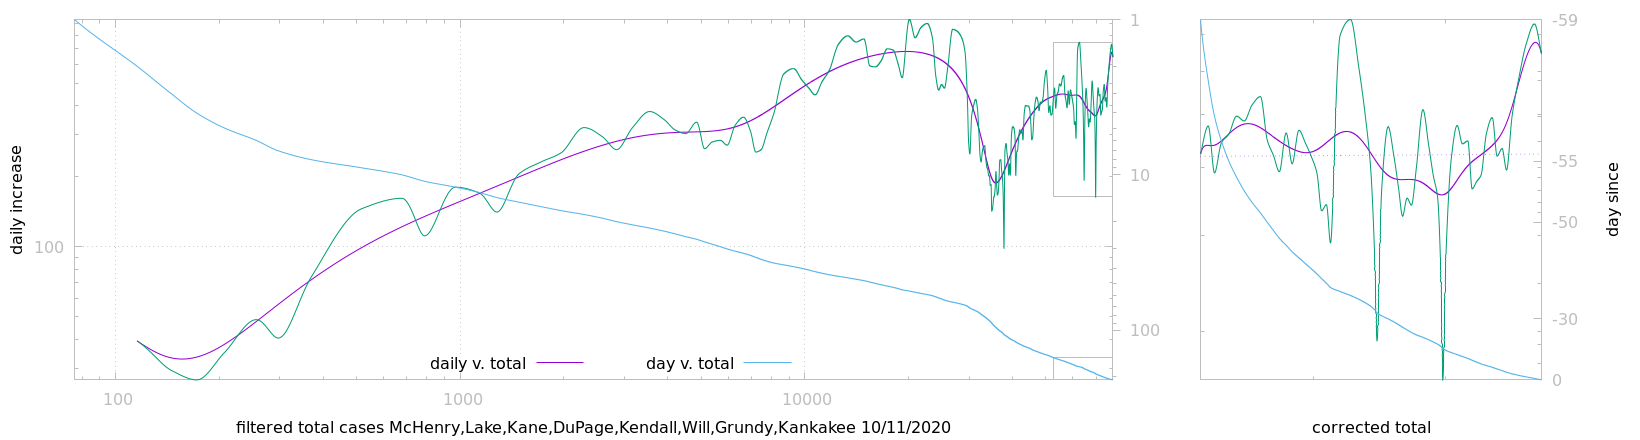 1
-59
10
-55
-50
daily increase
day since
100
-30
100
daily v. total
day v. total
0
100
1000
10000
filtered total cases McHenry,Lake,Kane,DuPage,Kendall,Will,Grundy,Kankakee 10/11/2020
corrected total